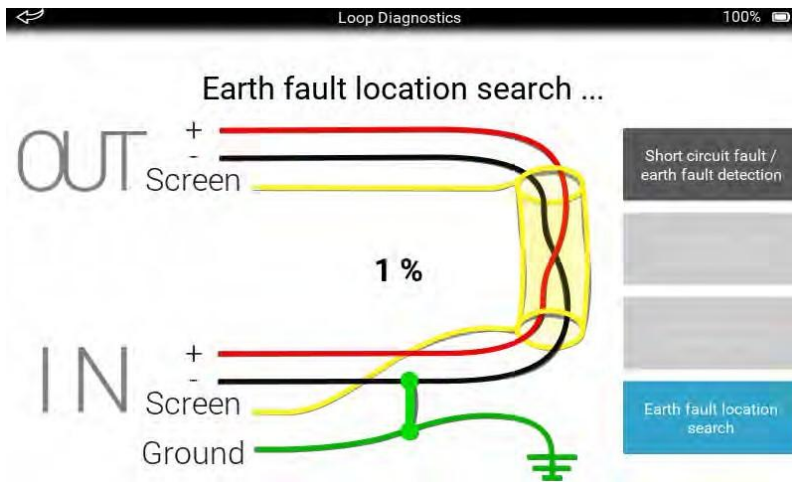 Loop Diagnostics
100%
Earth fault location search ...
OUT
+
-
Screen
Short circuit fault /
earth fault detection
1 %
IN
+
-
Screen
Ground
Earth fault location
search